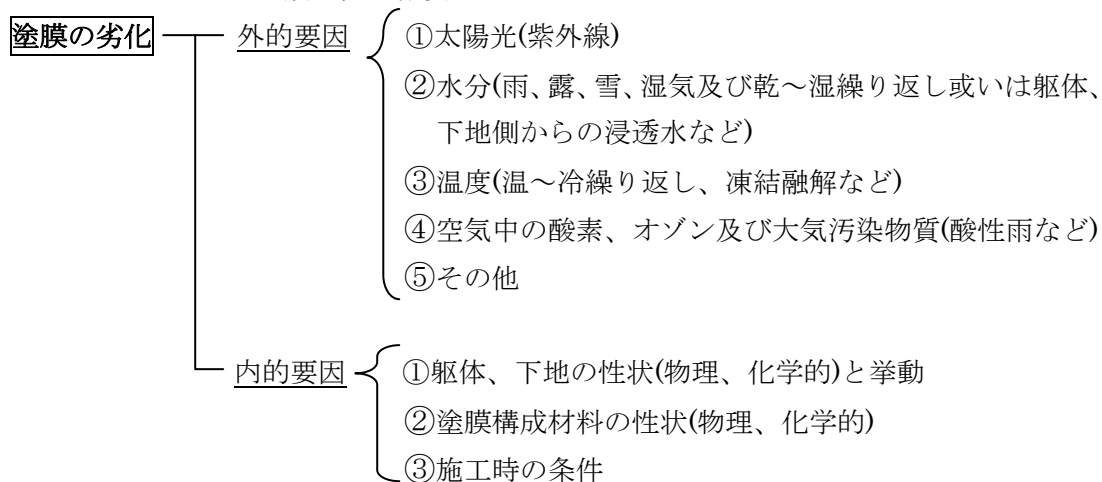 塗膜の劣化
外的要因
①太陽光(紫外線)
②水分(雨、露、雪、湿気及び乾～湿繰り返し或いは躯体、
下地側からの浸透水など)
③温度(温～冷繰り返し、凍結融解など)
④空気中の酸素、オゾン及び大気汚染物質(酸性雨など)
⑤その他
内的要因
①躯体、下地の性状(物理、化学的)と挙動
②塗膜構成材料の性状(物理、化学的)
③施工時の条件